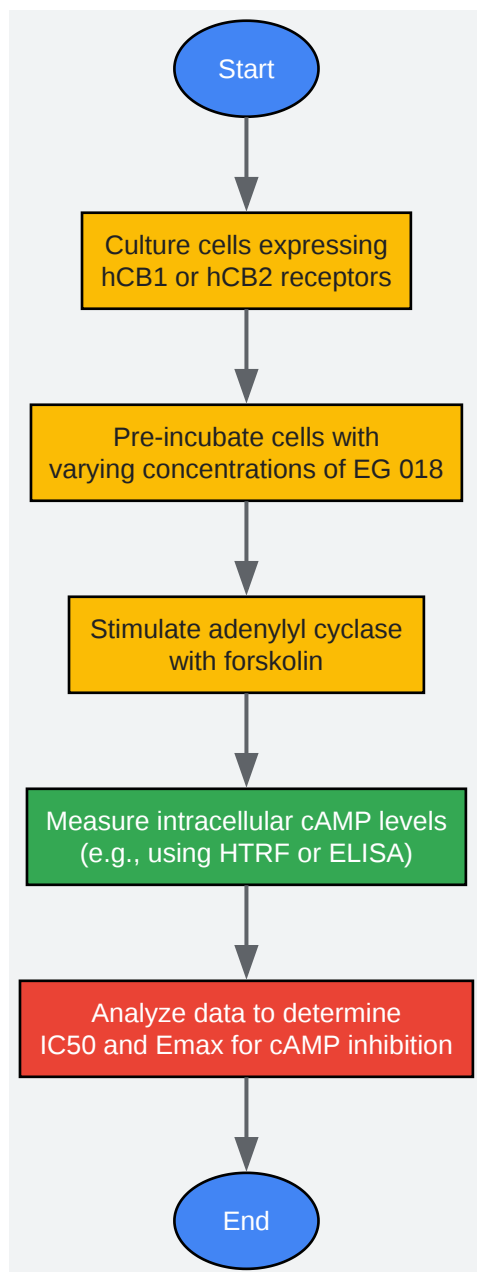 Start
Culture cells expressing
hCB1 or hCB2 receptors
Pre-incubate cells with
varying concentrations of EG 018
Stimulate adenylyl cyclase
with forskolin
Measure intracellular cAMP levels
(e.g., using HTRF or ELISA)
Analyze data to determine
IC50 and Emax for cAMP inhibition
End